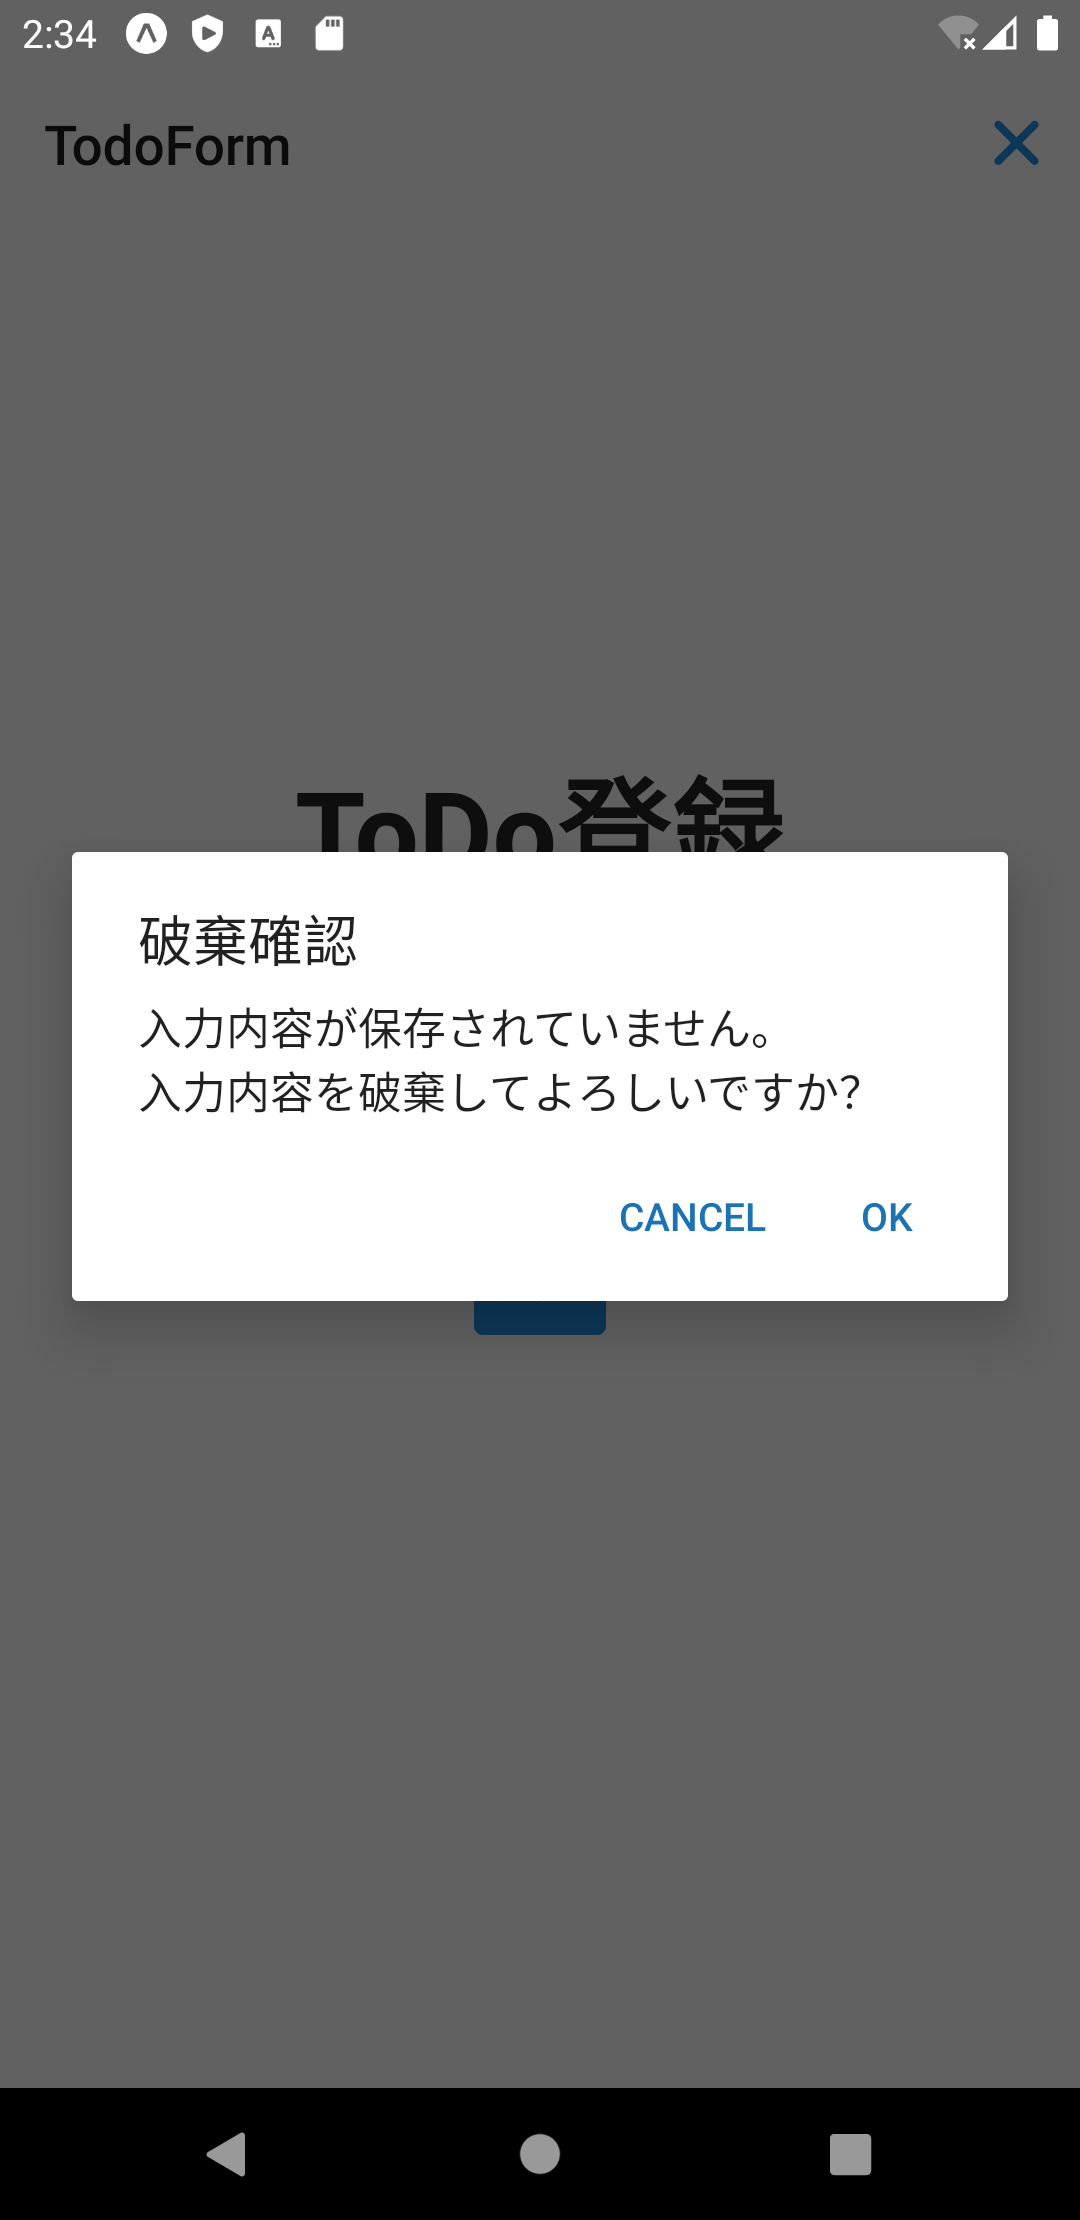 2:34
TodoForm
ToDo登録
破棄確認
入力内容が保存されていません。
入力内容を破棄してよろしいですか?
CANCEL
OK